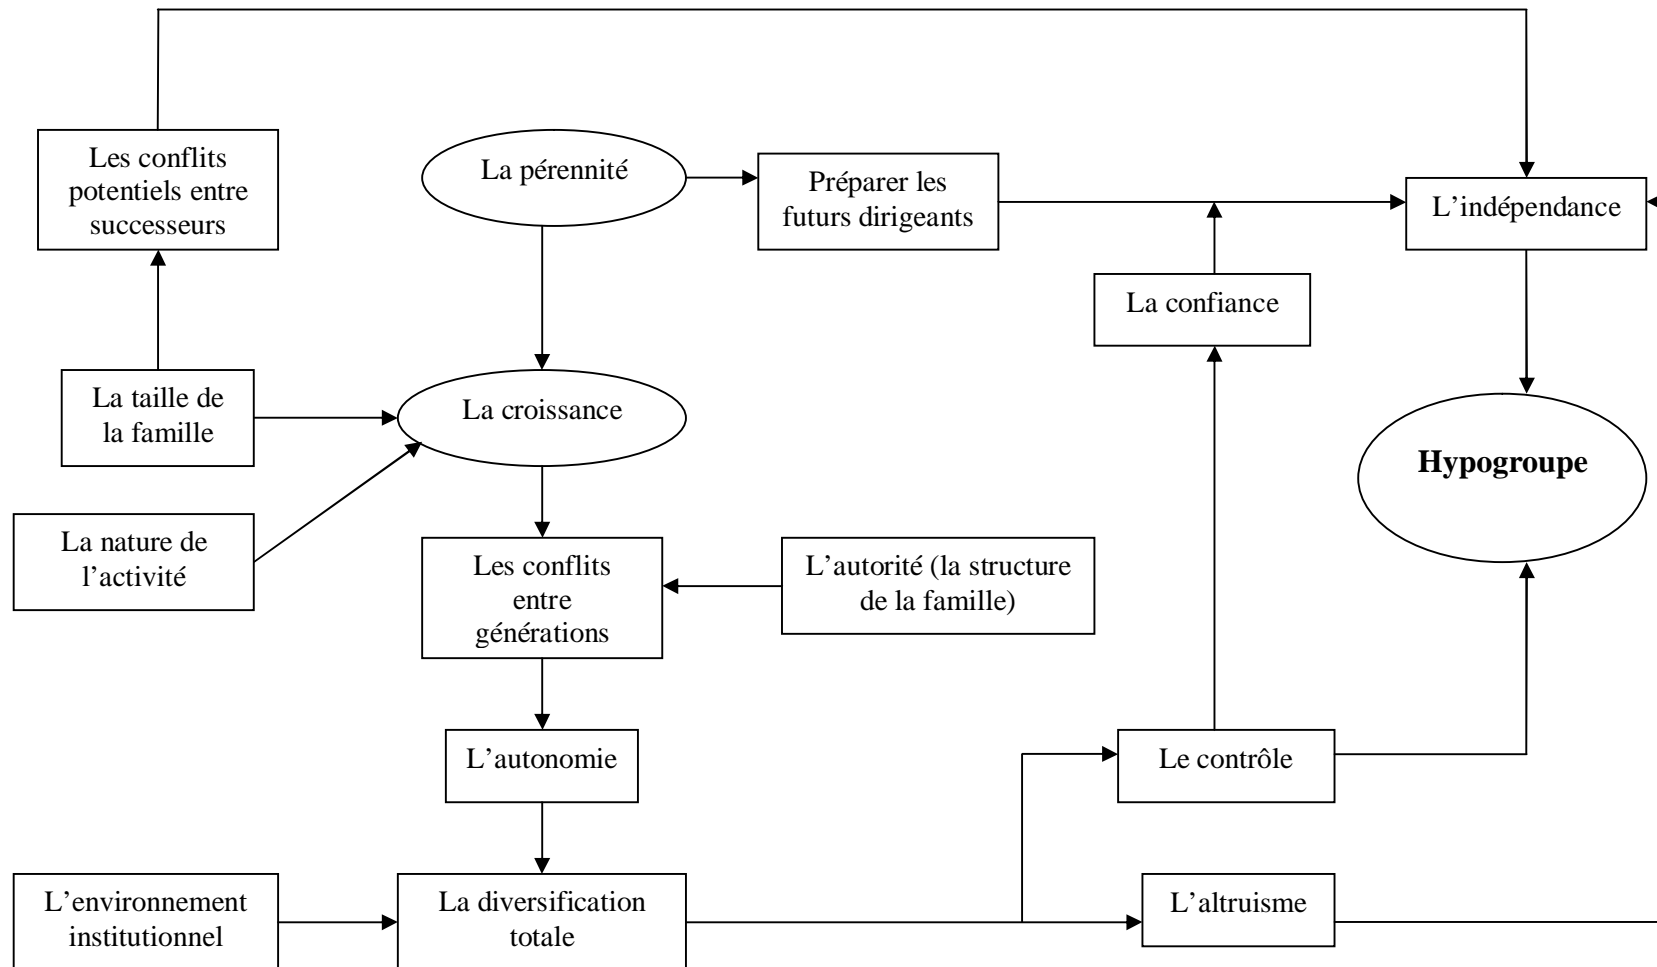 Les conflits
potentiels entre
successeurs
La pérennité
Préparer les
futurs dirigeants
L’indépendance
La confiance
La taille de
la famille
La croissance
Hypogroupe
La nature de
l’activité
Les conflits
entre
générations
L’autorité (la structure
de la famille)
L’autonomie
Le contrôle
L’environnement
institutionnel
La diversification
totale
L’altruisme